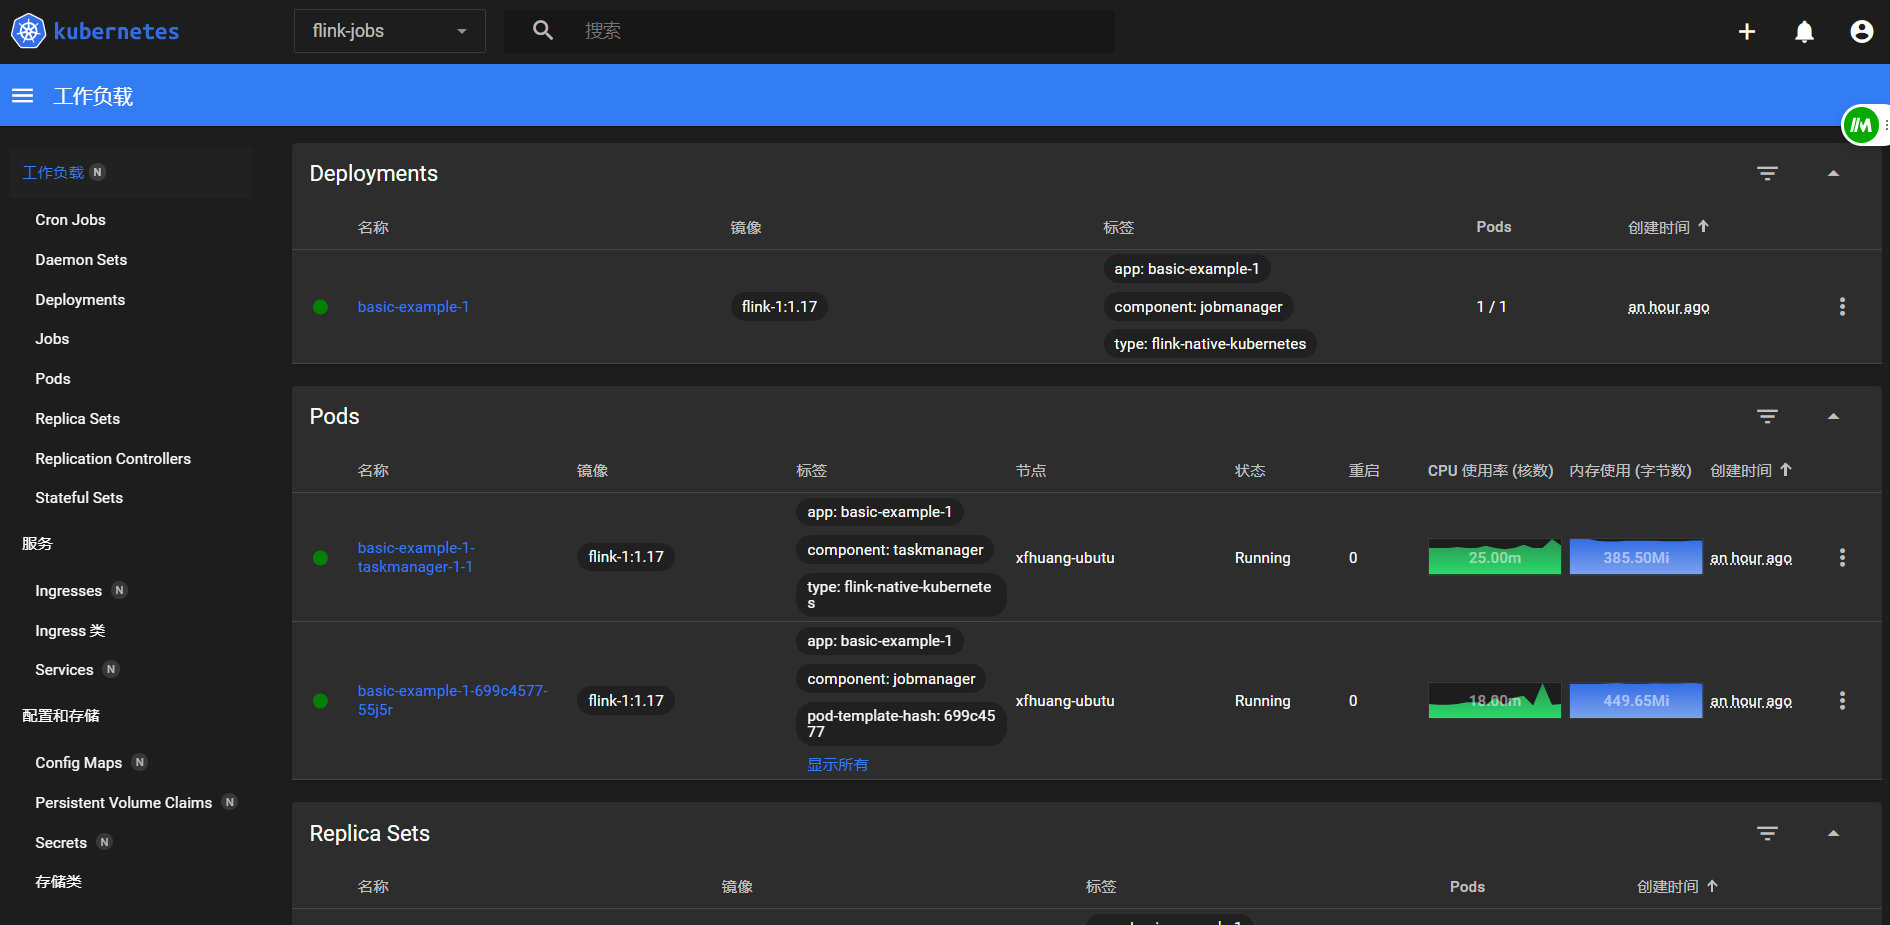 kubernetes
flink-jobs
搜索
工作负载
工作负载 N
Cron Jobs
Daemon Sets
Deployments
Jobs
Pods
Replica Sets
Replication Controllers
Stateful Sets
服务
Ingresses N
Ingress 类
Services N
配置和存储
Config Maps N
Persistent Volume Claims N
Secrets N
存储类
Deployments
名称 镜像 标签 Pods 创建时间
basic-example-1 flink-1:1.17 app: basic-example-1
component: jobmanager
type: flink-native-kubernetes
1 / 1 an hour ago
Pods
名称 镜像 标签 节点 状态 重启 CPU 使用率 (核数) 内存使用 (字节数) 创建时间
basic-example-1-
taskmanager-1-1
flink-1:1.17
app: basic-example-1
component: taskmanager
type: flink-native-kubernete
s
xfhuang-ubutu Running 0 25.00m 385.50Mi an hour ago
basic-example-1-699c4577-
55j5r
flink-1:1.17
app: basic-example-1
component: jobmanager
pod-template-hash: 699c45
77
显示所有
xfhuang-ubutu Running 0 18.00m 449.65Mi an hour ago
Replica Sets
名称 镜像 标签 Pods 创建时间